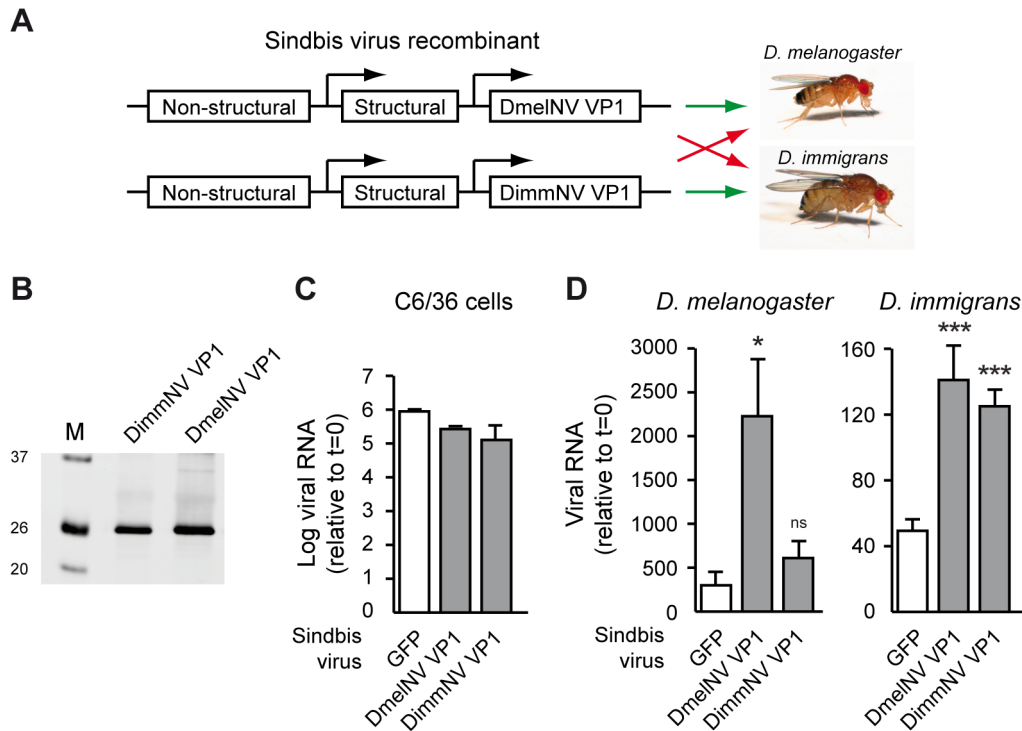 A
Sindbis virus recombinant
Non-structural Structural DmelNV VP1
Non-structural Structural DimmNV VP1
D. melanogaster
D. immigrans
B
M DimmNV VP1 DmelNV VP1
37
26
20
C
C6/36 cells
Log viral RNA
(relative to t=0)
7
6
5
4
3
2
1
0
Sindbis
virus
GFP DmelNV VP1 DimmNV VP1
D
D. melanogaster
Viral RNA
(relative to t=0)
3000
2500
2000
1500
1000
500
0
*
ns
Sindbis
virus
GFP DmelNV VP1 DimmNV VP1
D. immigrans
160
120
80
40
0
***
***
GFP DmelNV VP1 DimmNV VP1